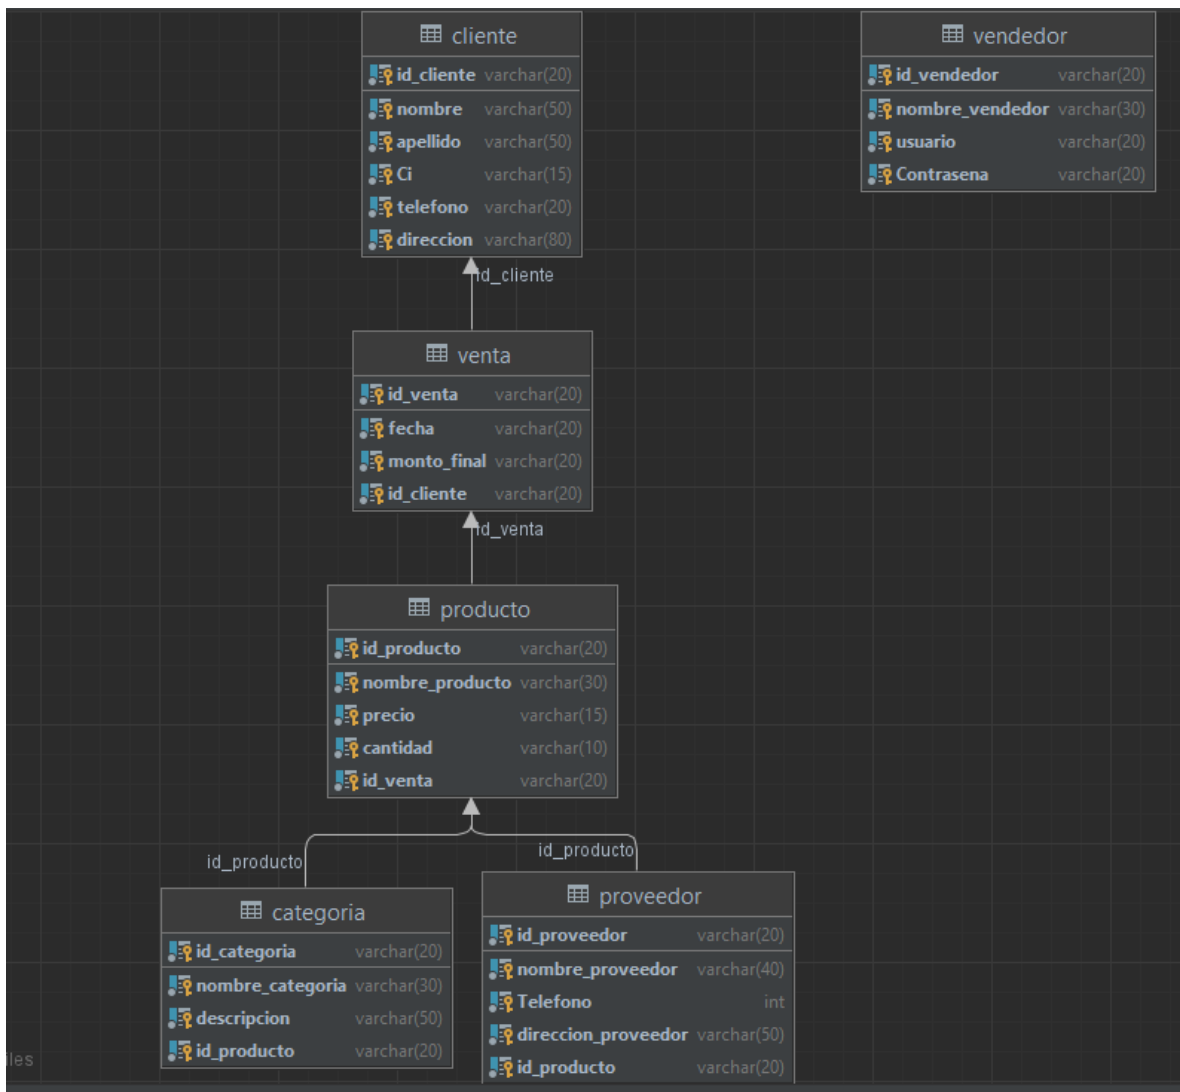 cliente
id_cliente varchar(20)
nombre varchar(50)
apellido varchar(50)
Ci varchar(15)
telefono varchar(20)
direccion varchar(80)
vendedor
id_vendedor varchar(20)
nombre_vendedor varchar(30)
usuario varchar(20)
Contrasena varchar(20)
id_cliente
venta
id_venta varchar(20)
fecha varchar(20)
monto_final varchar(20)
id_cliente varchar(20)
id_venta
producto
id_producto varchar(20)
nombre_producto varchar(30)
precio varchar(15)
cantidad varchar(10)
id_venta varchar(20)
id_producto
id_producto
categoria
id_categoria varchar(20)
nombre_categoria varchar(30)
descripcion varchar(50)
id_producto varchar(20)
proveedor
id_proveedor varchar(20)
nombre_proveedor varchar(40)
Telefono int
direccion_proveedor varchar(50)
id_producto varchar(20)